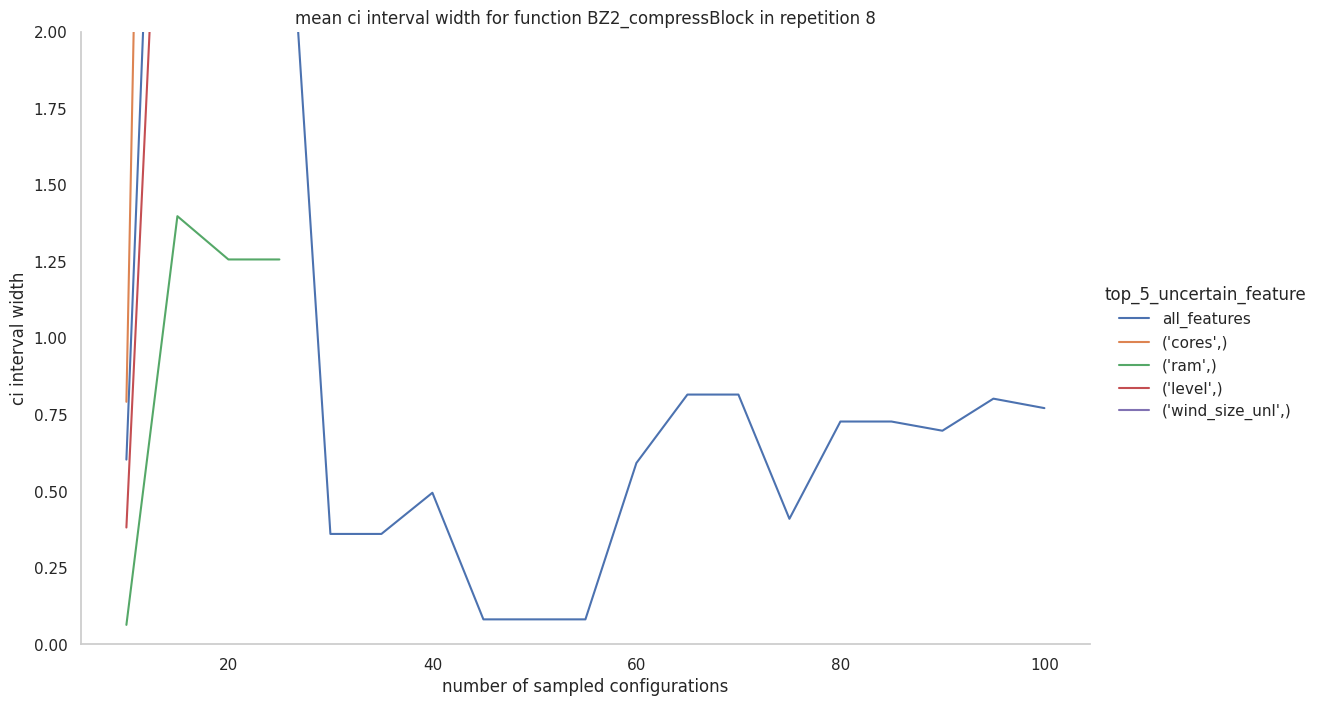 mean ci interval width for function BZ2_compressBlock in repetition 8
2.00
1.75
1.50
1.25
1.00
0.75
0.50
0.25
0.00
ci interval width
20
40
60
80
100
number of sampled configurations
top_5_uncertain_feature
all_features
('cores',)
('ram',)
('level',)
('wind_size_unl',)